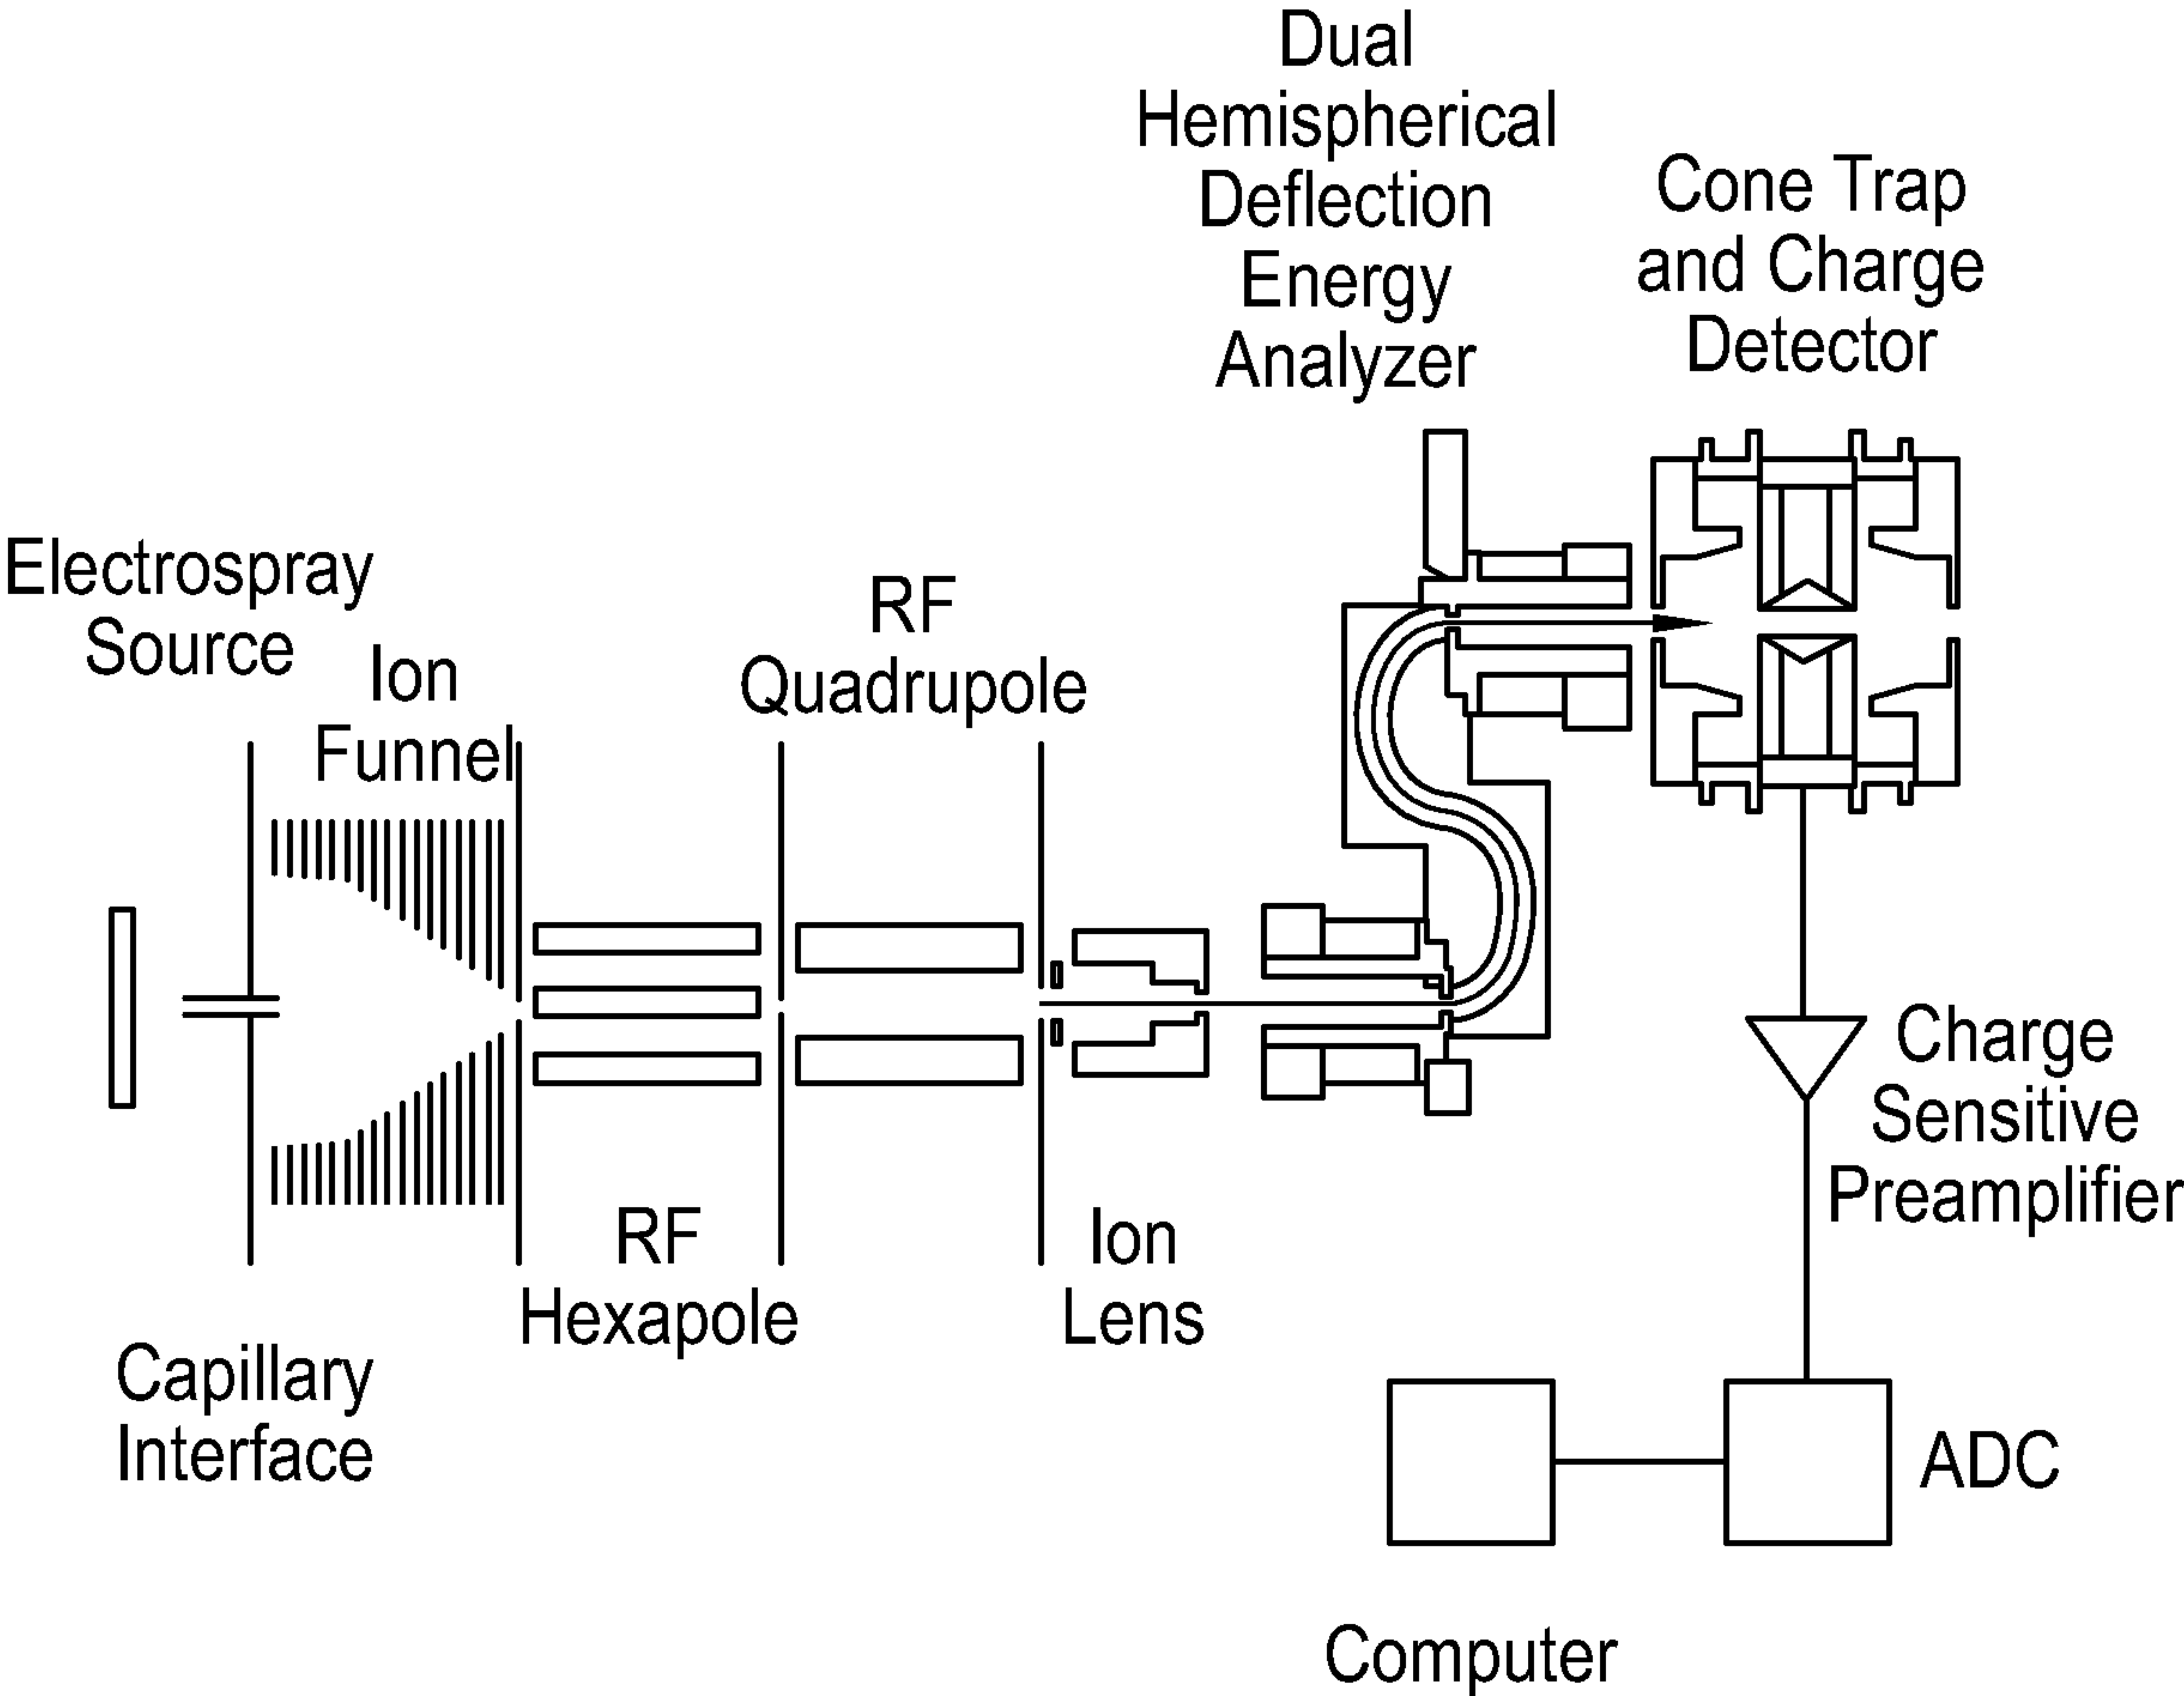 Dual
Hemispherical
Deflection
Energy
Analyzer
Cone Trap
and Charge
Detector
Electrospray
Source
Ion
Funnel
RF
Quadrupole
Charge
Sensitive
Preamplifier
RF
Hexapole
Ion
Lens
Capillary
Interface
ADC
Computer